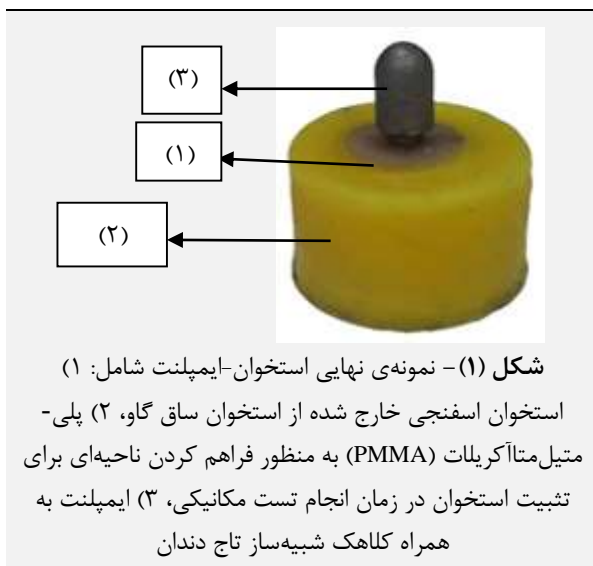 (۳)
(۱)
(۲)
شکل (۱)- نمونه‌ی نهایی استخوان-ایمپلنت شامل: ۱)
استخوان اسفنجی خارج شده از استخوان ساق گاو، ۲) پلی-
متیل‌متاآکریلات (PMMA) به منظور فراهم کردن ناحیه‌ای برای
تثبیت استخوان در زمان انجام تست مکانیکی، ۳) ایمپلنت به
همراه کلاهک شبیه‌ساز تاج دندان